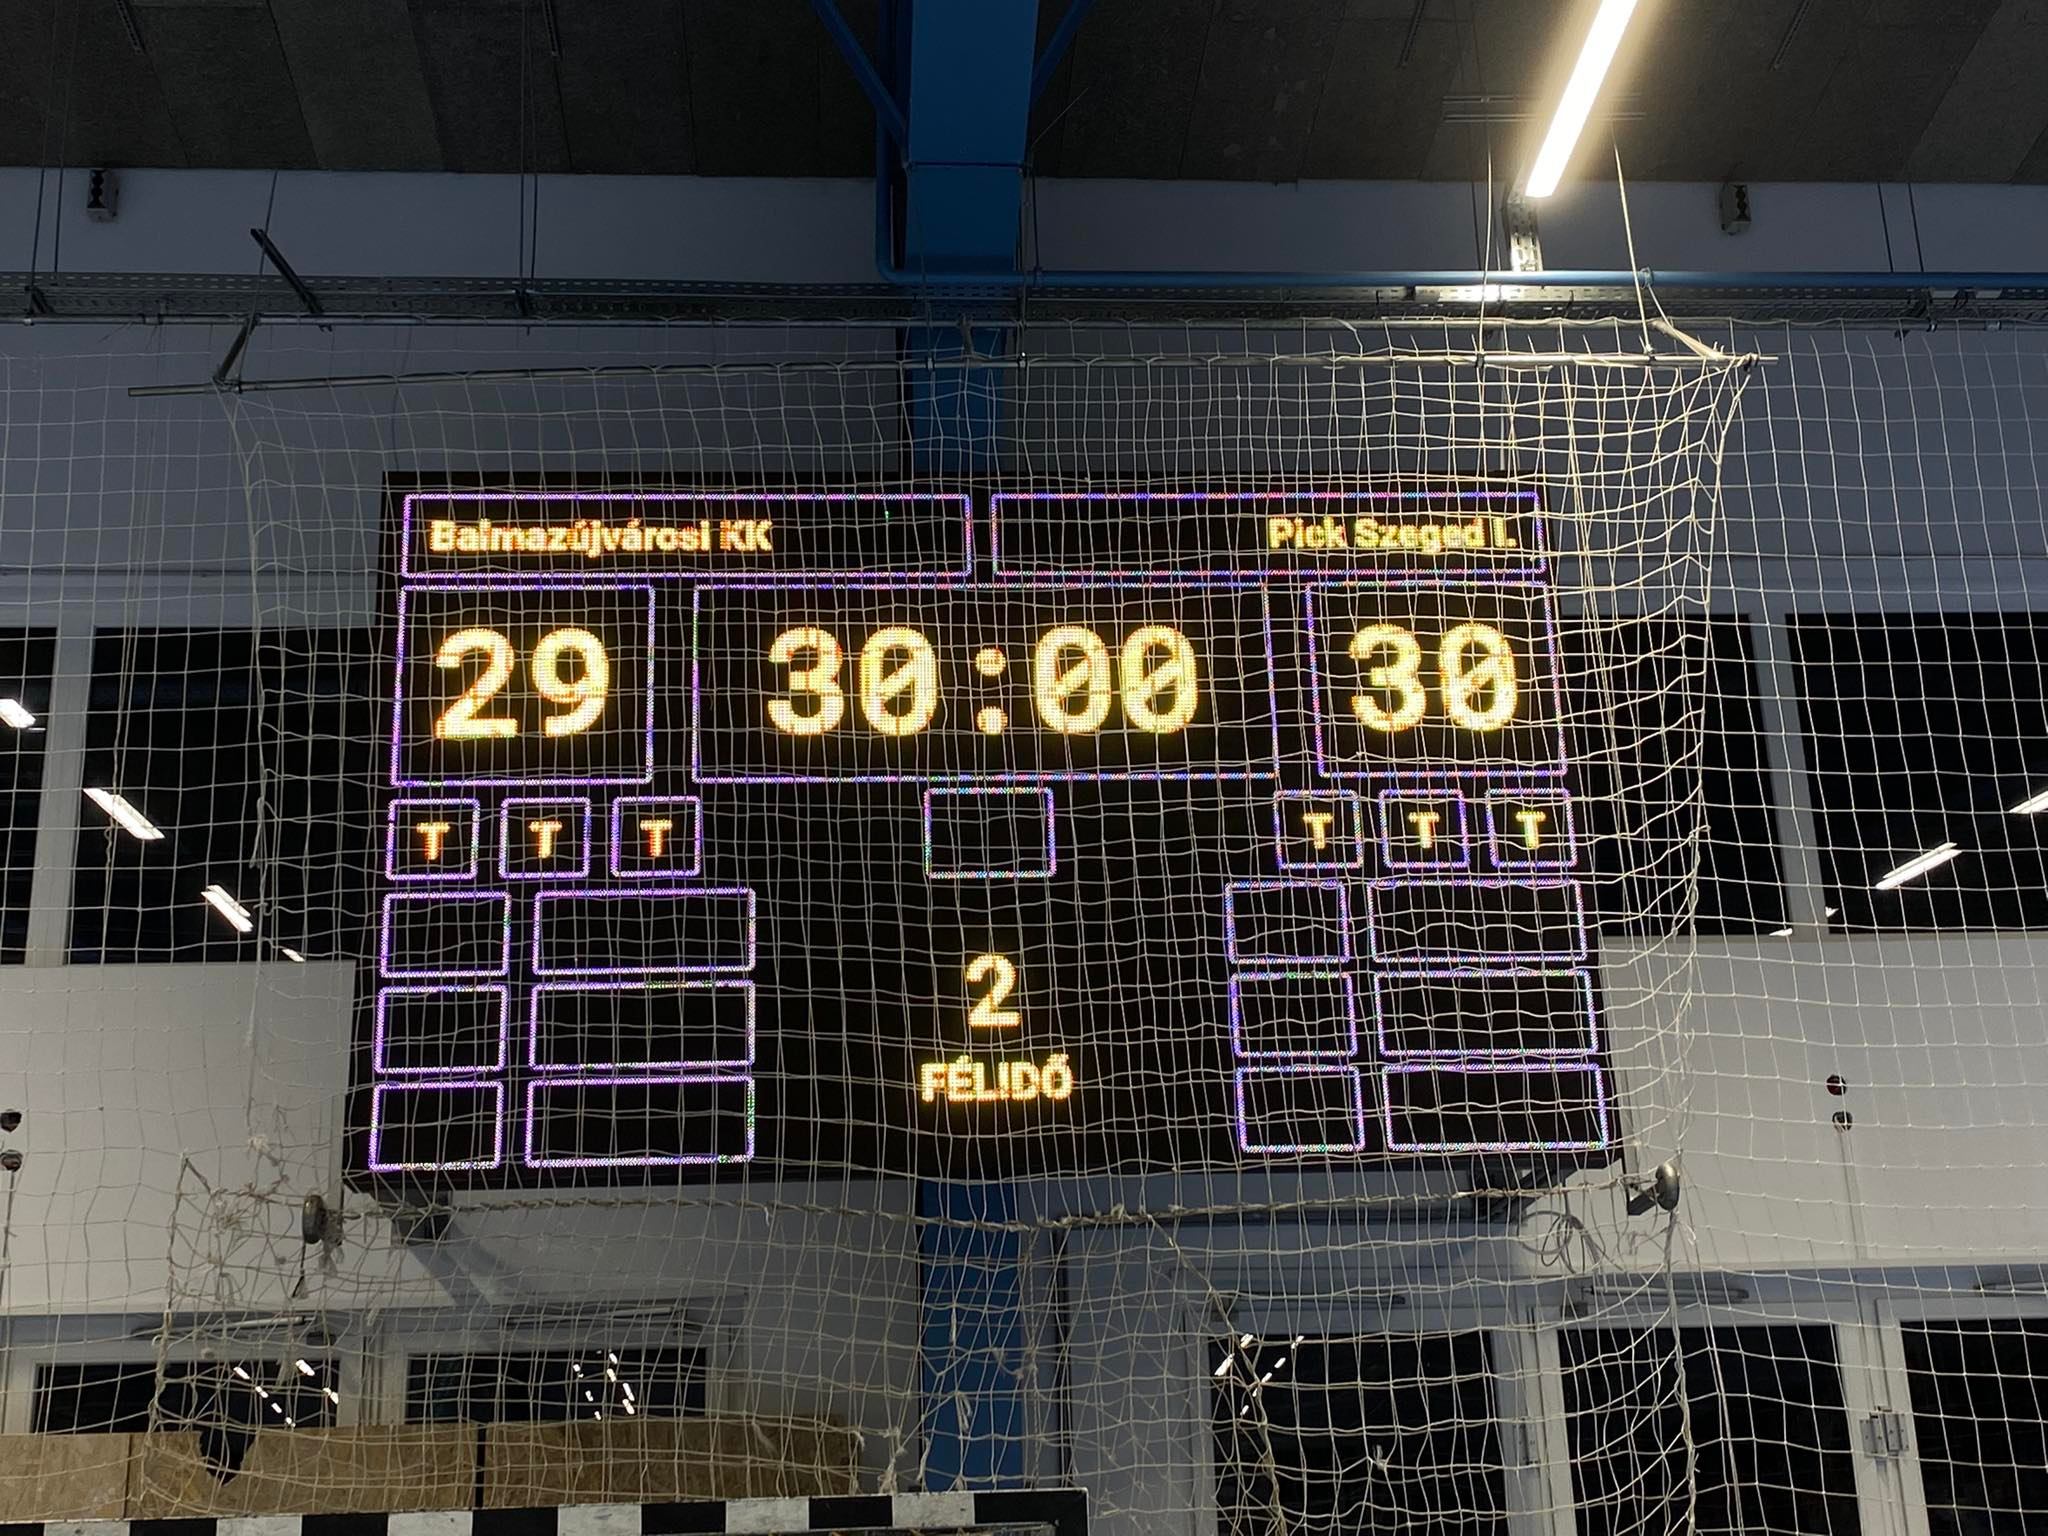 Balmazújvárosi KK Pick Szeged I.
29 30:00 30
T T T T T T
2
FÉLIDŐ